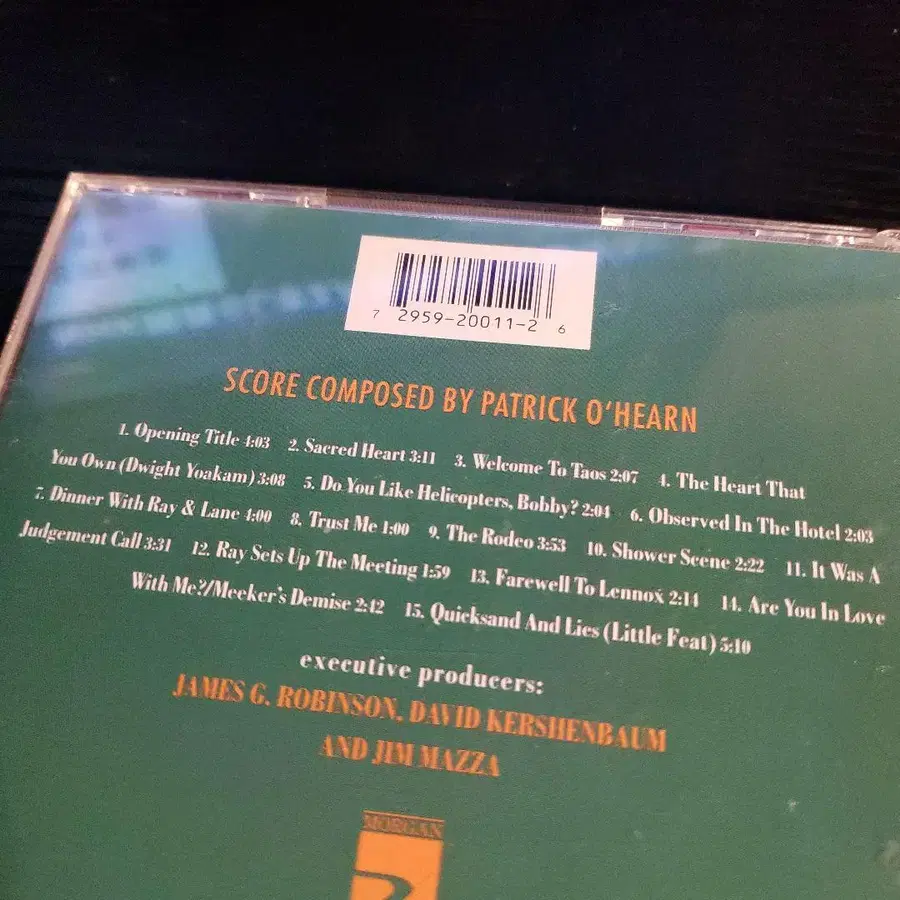 7 2959-20011-2 6
SCORE COMPOSED BY PATRICK O'HEARN
1. Opening Title 4:03 2. Sacred Heart 3:11 3. Welcome To Taos 2:07 4. The Heart That
You Own (Dwight Yoakam) 3:08 5. Do You Like Helicopters, Bobby? 2:04 6. Observed In The Hotel 2:03
7. Dinner With Ray & Lane 4:00 8. Trust Me 1:00 9. The Rodeo 3:53 10. Shower Scene 2:22 11. It Was A
Judgement Call 3:31 12. Ray Sets Up The Meeting 1:59 13. Farewell To Lennox 2:14 14. Are You In Love
With Me?/Meeker's Demise 2:42 15. Quicksand And Lies (Little Feat) 5:10
executive producers:
JAMES G. ROBINSON, DAVID KERSHENBAUM
AND JIM MAZZA
MORGAN